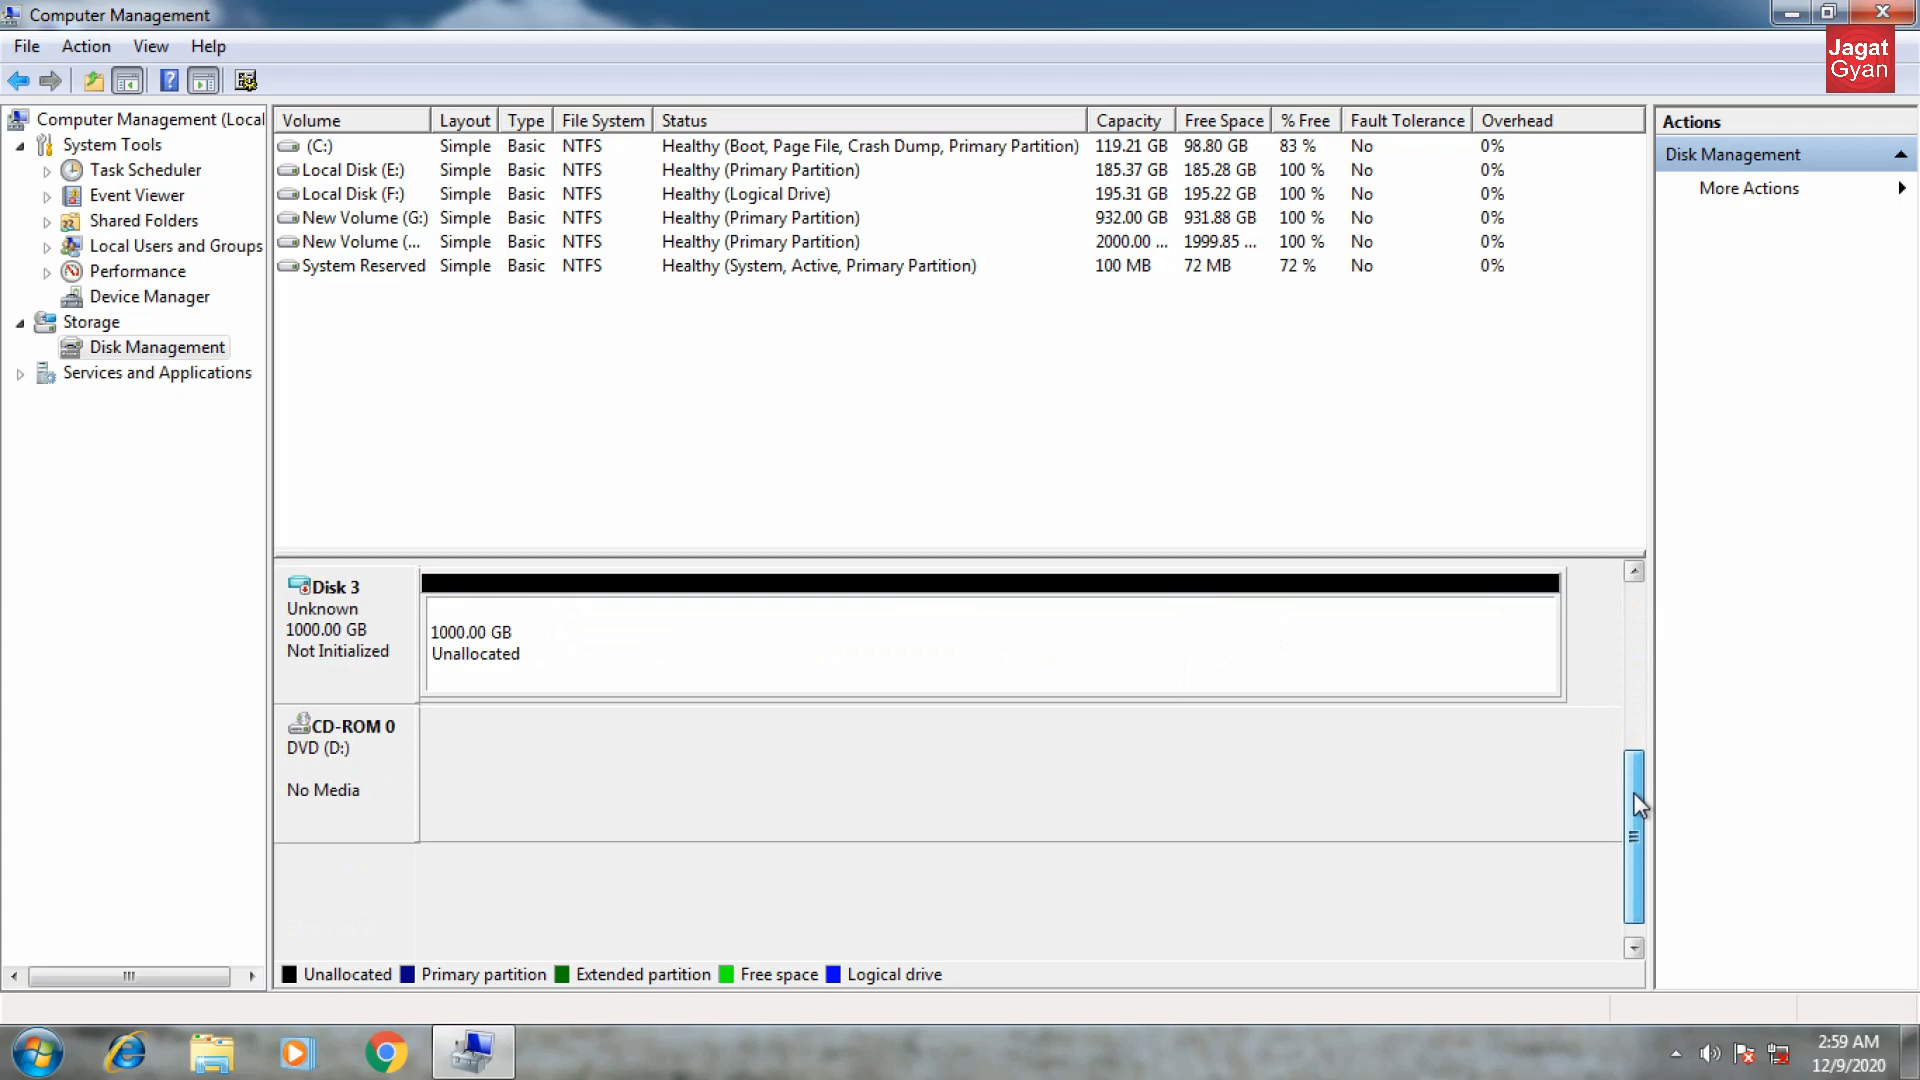 Computer Management
Jagat
Gyan
File Action View Help
Computer Management (Local
System Tools
Task Scheduler
Event Viewer
Shared Folders
Local Users and Groups
Performance
Device Manager
Storage
Disk Management
Services and Applications
Volume Layout Type File System Status Capacity Free Space % Free Fault Tolerance Overhead
(C:) Simple Basic NTFS Healthy (Boot, Page File, Crash Dump, Primary Partition) 119.21 GB 98.80 GB 83 % No 0%
Local Disk (E:) Simple Basic NTFS Healthy (Primary Partition) 185.37 GB 185.28 GB 100 % No 0%
Local Disk (F:) Simple Basic NTFS Healthy (Logical Drive) 195.31 GB 195.22 GB 100 % No 0%
New Volume (G:) Simple Basic NTFS Healthy (Primary Partition) 932.00 GB 931.88 GB 100 % No 0%
New Volume (... Simple Basic NTFS Healthy (Primary Partition) 2000.00 ... 1999.85 ... 100 % No 0%
System Reserved Simple Basic NTFS Healthy (System, Active, Primary Partition) 100 MB 72 MB 72 % No 0%
Actions
Disk Management
More Actions
Disk 3
Unknown
1000.00 GB
Not Initialized
1000.00 GB
Unallocated
CD-ROM 0
DVD (D:)
No Media
Unallocated Primary partition Extended partition Free space Logical drive
2:59 AM
12/9/2020